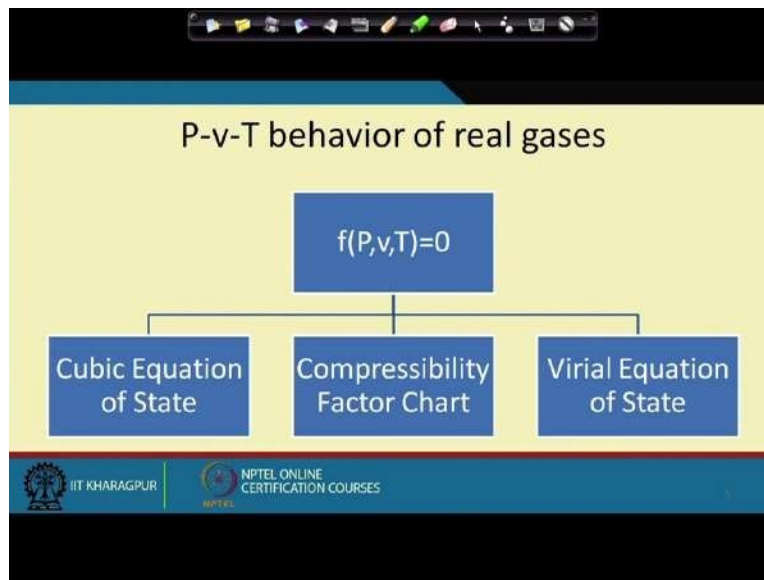 P-v-T behavior of real gases
f(P,v,T)=0
Cubic Equation
of State
Compressibility
Factor Chart
Virial Equation
of State
IIT KHARAGPUR
NPTEL
NPTEL ONLINE
CERTIFICATION COURSES